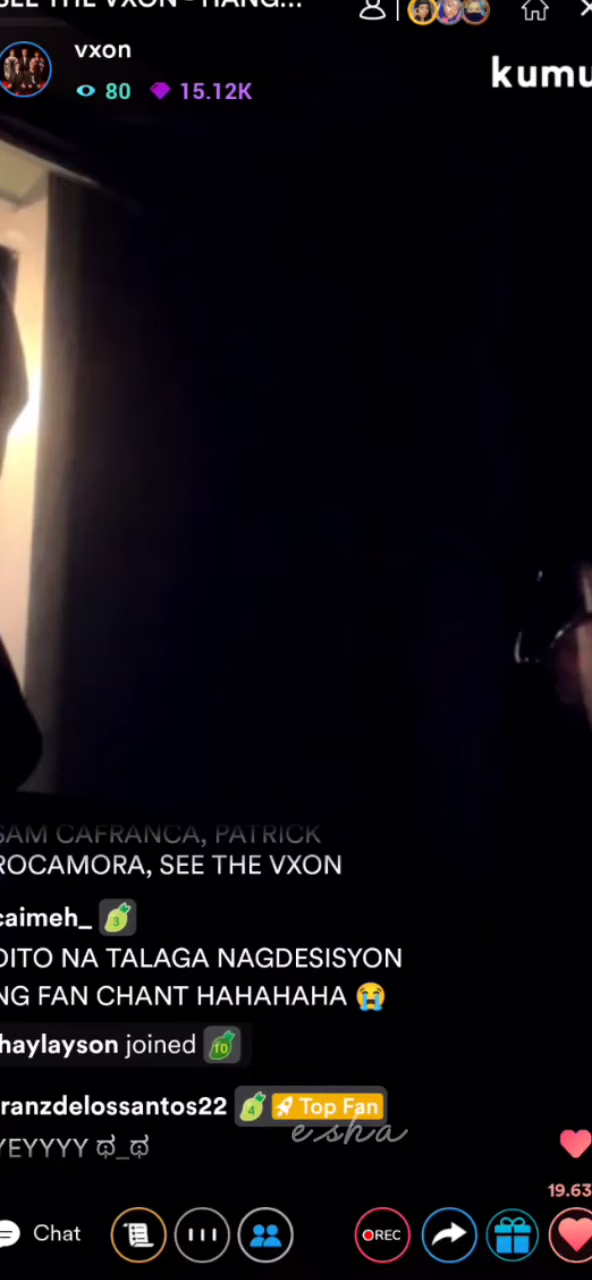 SEE THE VXON - HANG...
vxon
80 15.12K
kumu
SAM CAFRANCA, PATRICK
ROCAMORA, SEE THE VXON
caimeh_ 3
DITO NA TALAGA NAGDESISYON
NG FAN CHANT HAHAHAHA 😭
haylayson joined 10
ranzdelossantos22 4 Top Fan
esha
YEYYYY ಥ_ಥ
19.63
Chat
REC